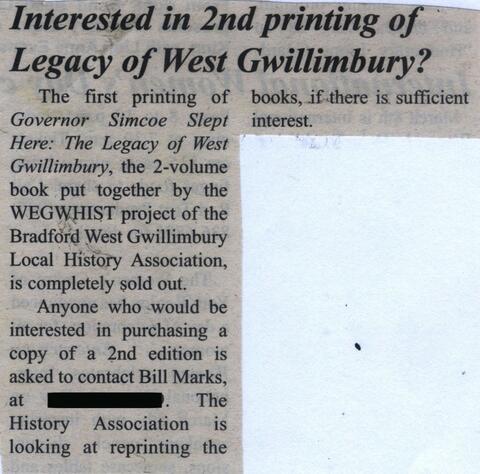 Interested in 2nd printing of
Legacy of West Gwillimbury?
The first printing of
Governor Simcoe Slept
Here: The Legacy of West
Gwillimbury, the 2-volume
book put together by the
WEGWHIST project of the
Bradford West Gwillimbury
Local History Association,
is completely sold out.
Anyone who would be
interested in purchasing a
copy of a 2nd edition is
asked to contact Bill Marks,
at . The
History Association is
looking at reprinting the
books, if there is sufficient
interest.